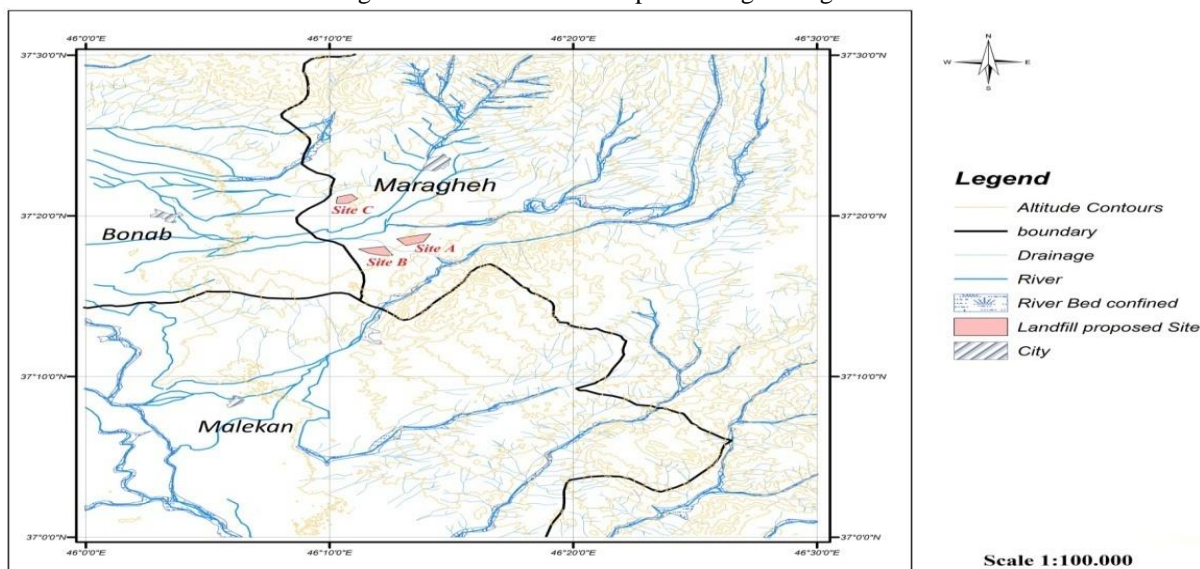 46°0'0"E 46°10'0"E 46°20'0"E 46°30'0"E
37°30'0"N 37°30'0"N
N
W E
S
Maragheh
Legend
Site C
Altitude Contours
37°20'0"N 37°20'0"N
Bonab
boundary
Site A
Site B
Drainage
River
River Bed confined
Landfill proposed Site
City
37°10'0"N 37°10'0"N
Malekan
37°0'0"N 37°0'0"N
46°0'0"E 46°10'0"E 46°20'0"E 46°30'0"E
Scale 1:100.000